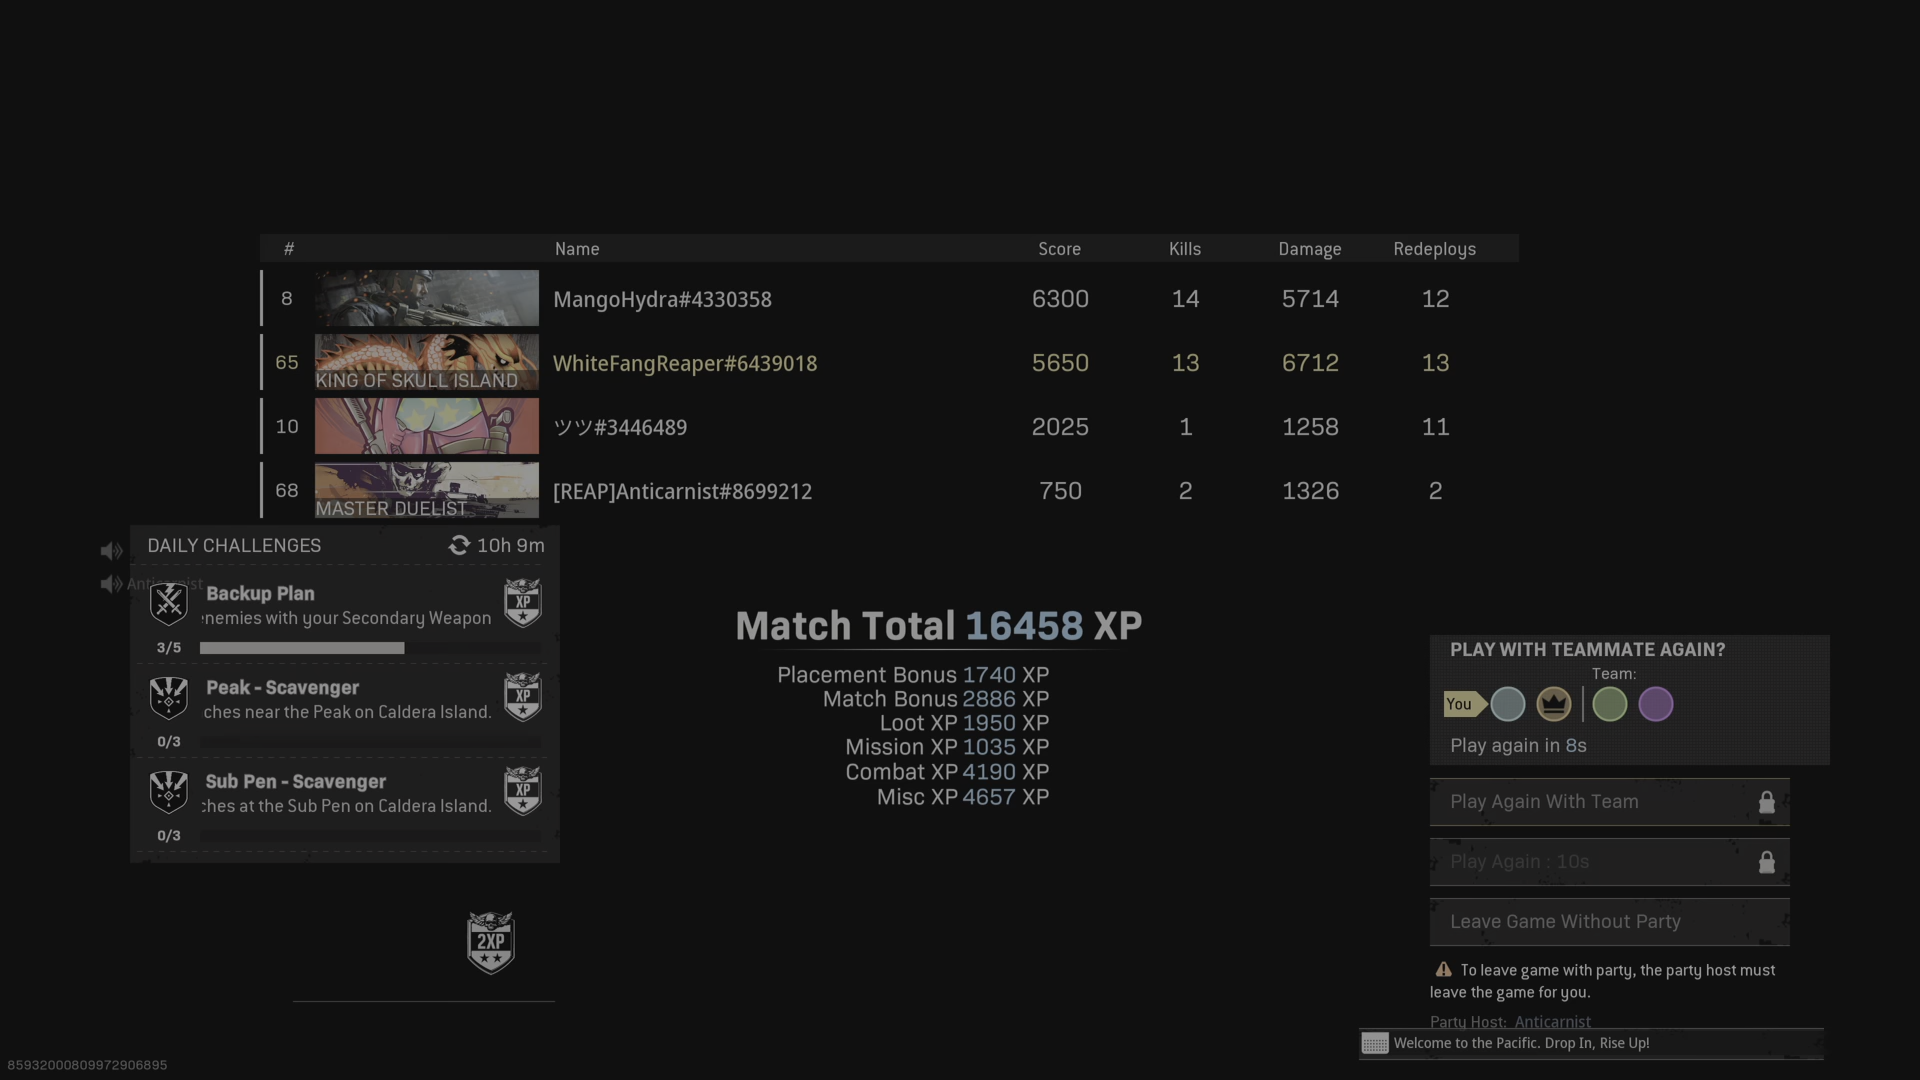 # Name Score Kills Damage Redeploys
8 MangoHydra#4330358 6300 14 5714 12
65 KING OF SKULL ISLAND WhiteFangReaper#6439018 5650 13 6712 13
10 ツツ#3446489 2025 1 1258 11
68 MASTER DUELIST [REAP]Anticarnist#8699212 750 2 1326 2
DAILY CHALLENGES 10h 9m
Anticarnist
Backup Plan
enemies with your Secondary Weapon
XP
3/5
Peak - Scavenger
ches near the Peak on Caldera Island.
XP
0/3
Sub Pen - Scavenger
ches at the Sub Pen on Caldera Island.
XP
0/3
2XP
Match Total 16458 XP
Placement Bonus 1740 XP
Match Bonus 2886 XP
Loot XP 1950 XP
Mission XP 1035 XP
Combat XP 4190 XP
Misc XP 4657 XP
PLAY WITH TEAMMATE AGAIN?
Team:
You
Play again in 8s
Play Again With Team
Play Again : 10s
Leave Game Without Party
To leave game with party, the party host must
leave the game for you.
Party Host: Anticarnist
Welcome to the Pacific. Drop In, Rise Up!
85932000809972906895